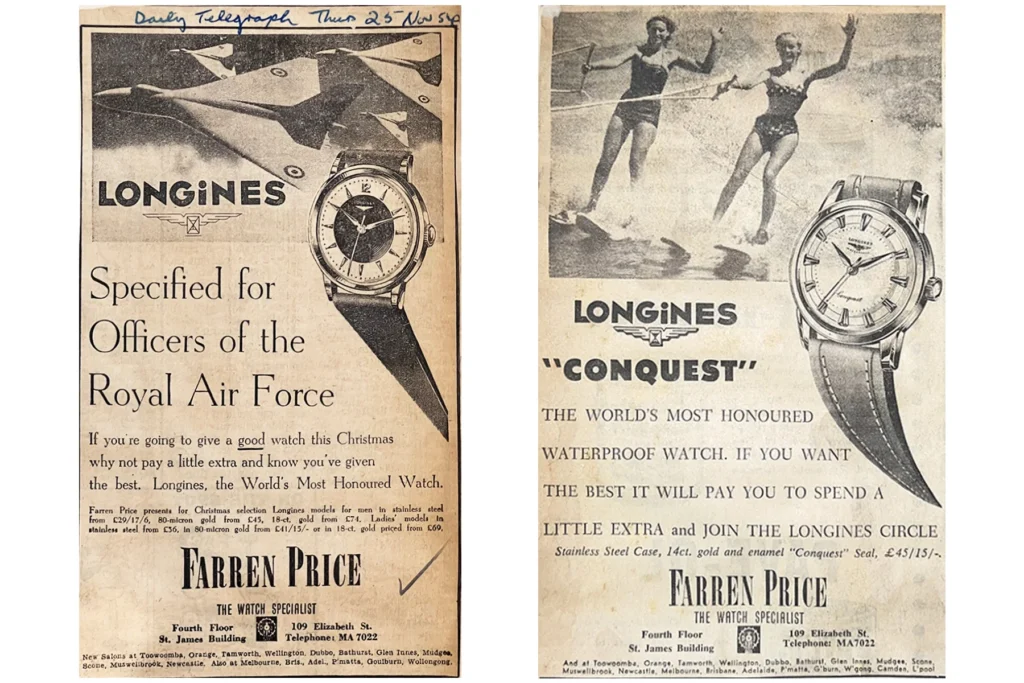 Daily Telegraph Thur 25 Nov 54
LONGiNES
Specified for
Officers of the
Royal Air Force
If you're going to give a good watch this Christmas
why not pay a little extra and know you've given
the best. Longines, the World's Most Honoured Watch.
Farren Price presents for Christmas selection Longines models for men in stainless steel
from £29/17/6, 80-micron gold from £45, 18-ct. gold from £74. Ladies' models in
stainless steel from £36, in 80-micron gold from £41/15/- or in 18-ct. gold priced from £69.
FARREN PRICE
THE WATCH SPECIALIST
Fourth Floor
St. James Building
109 Elizabeth St.
Telephone: MA 7022
New Salons at Toowoomba, Orange, Tamworth, Wellington, Dubbo, Bathurst, Glen Innes, Mudgee,
Scone, Muswellbrook, Newcastle. Also at Melbourne, Bris., Adel., P'matta, Goulburn, Wollongong.
12
LONGINES
Conquest
LONGiNES
"CONQUEST"
THE WORLD'S MOST HONOURED
WATERPROOF WATCH. IF YOU WANT
THE BEST IT WILL PAY YOU TO SPEND A
LITTLE EXTRA and JOIN THE LONGINES CIRCLE
Stainless Steel Case, 14ct. gold and enamel "Conquest" Seal, £45/15/-.
FARREN PRICE
THE WATCH SPECIALIST
Fourth Floor
St. James Building
109 Elizabeth St.
Telephone: MA7022
And at Toowoomba, Orange, Tamworth, Wellington, Dubbo, Bathurst, Glen Innes, Mudgee, Scone,
Muswellbrook, Newcastle, Melbourne, Brisbane, Adelaide, P'matta, G'burn, W'gong, Camden, L'pool